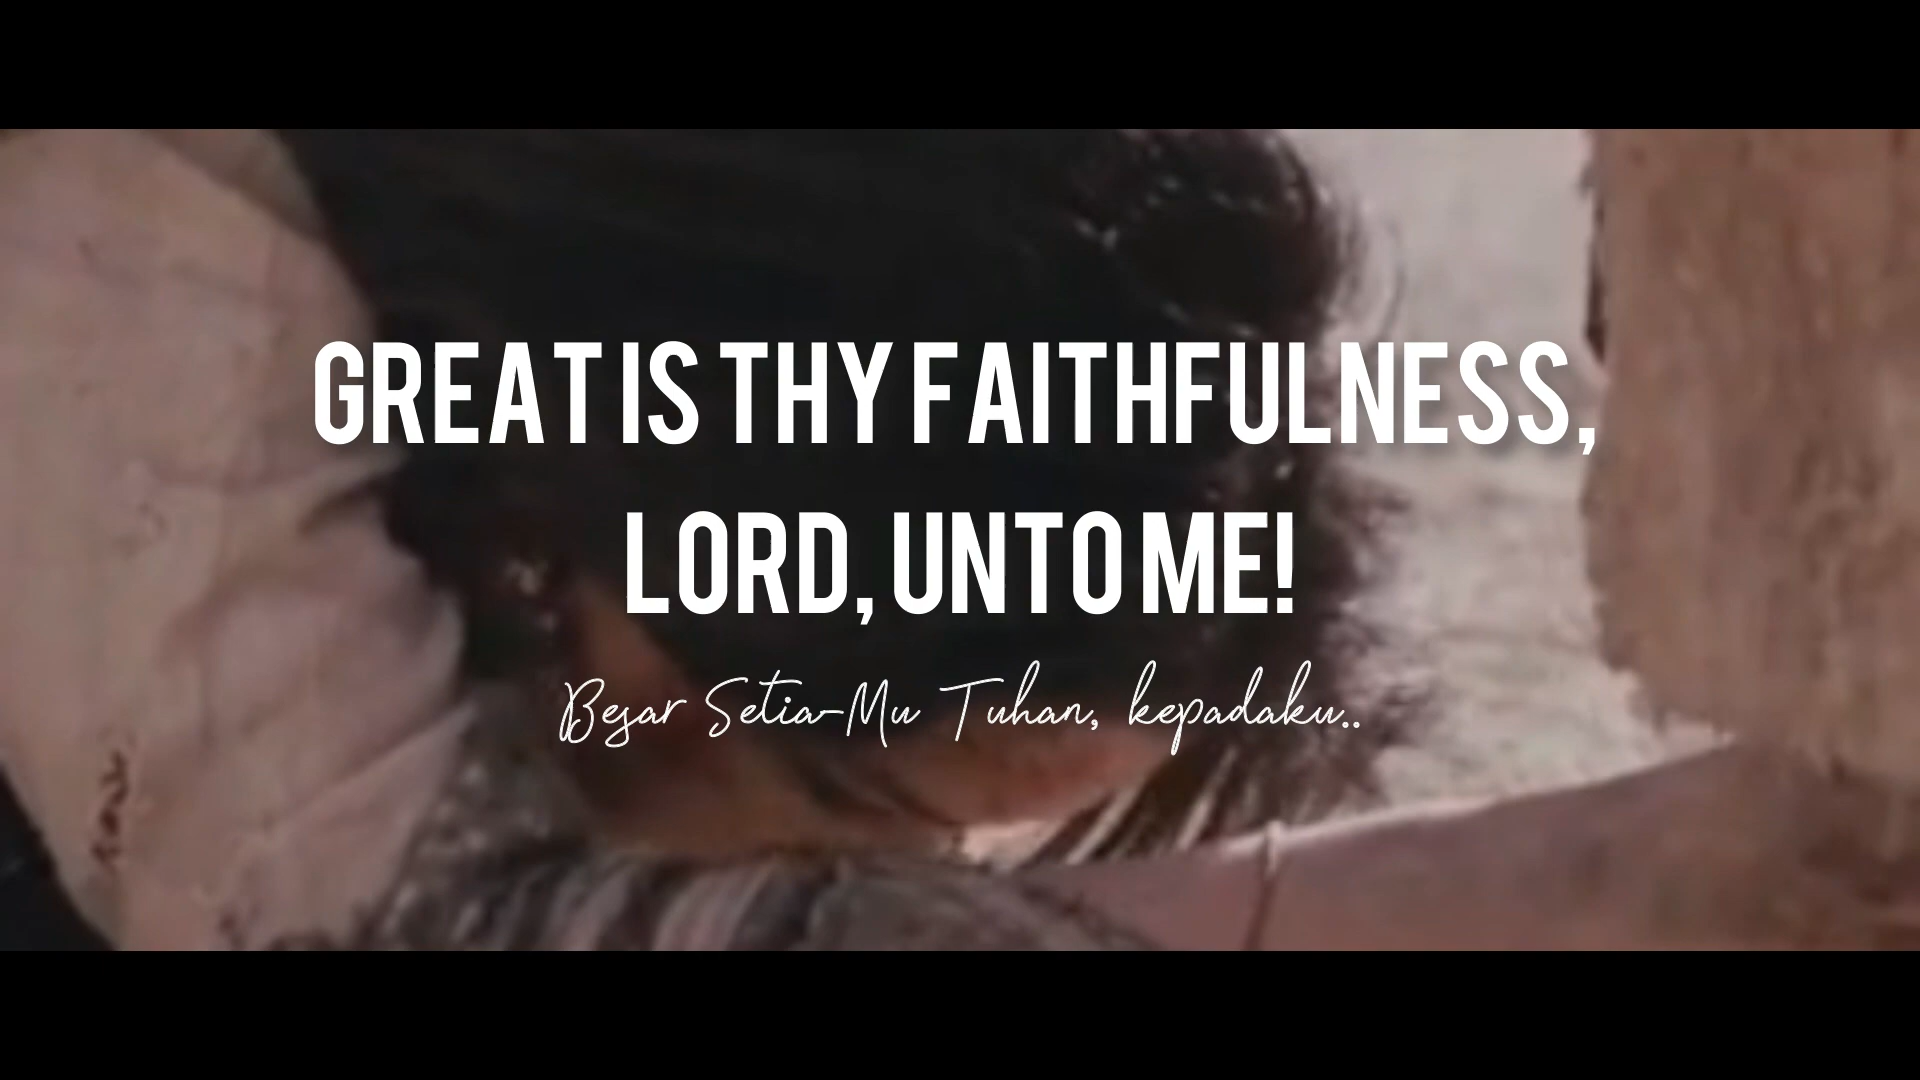 GREAT IS THY FAITHFULNESS,
LORD, UNTO ME!
Besar Setia-Mu Tuhan, kepadaku..